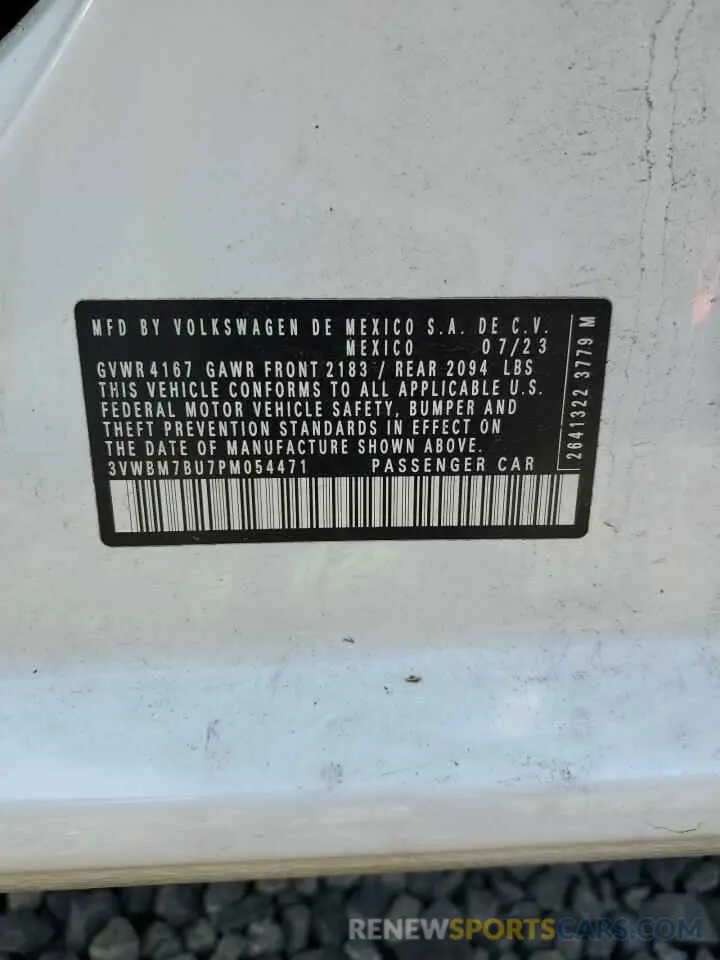 MFD BY VOLKSWAGEN DE MEXICO S.A. DE C.V.
MEXICO 07/23
GVWR 4167 GAWR FRONT 2183 / REAR 2094 LBS
THIS VEHICLE CONFORMS TO ALL APPLICABLE U.S.
FEDERAL MOTOR VEHICLE SAFETY, BUMPER AND
THEFT PREVENTION STANDARDS IN EFFECT ON
THE DATE OF MANUFACTURE SHOWN ABOVE.
3VWBM7BU7PM054471 PASSENGER CAR
2641322 3779 M
RENEWSPORTSCARS.COM